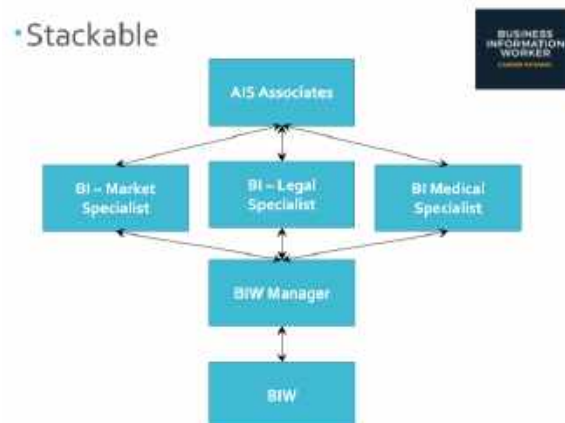 Stackable
BUSINESS
INFORMATION
WORKER
AIS Associates
BI – Market
Specialist
BI – Legal
Specialist
BI Medical
Specialist
BIW Manager
BIW